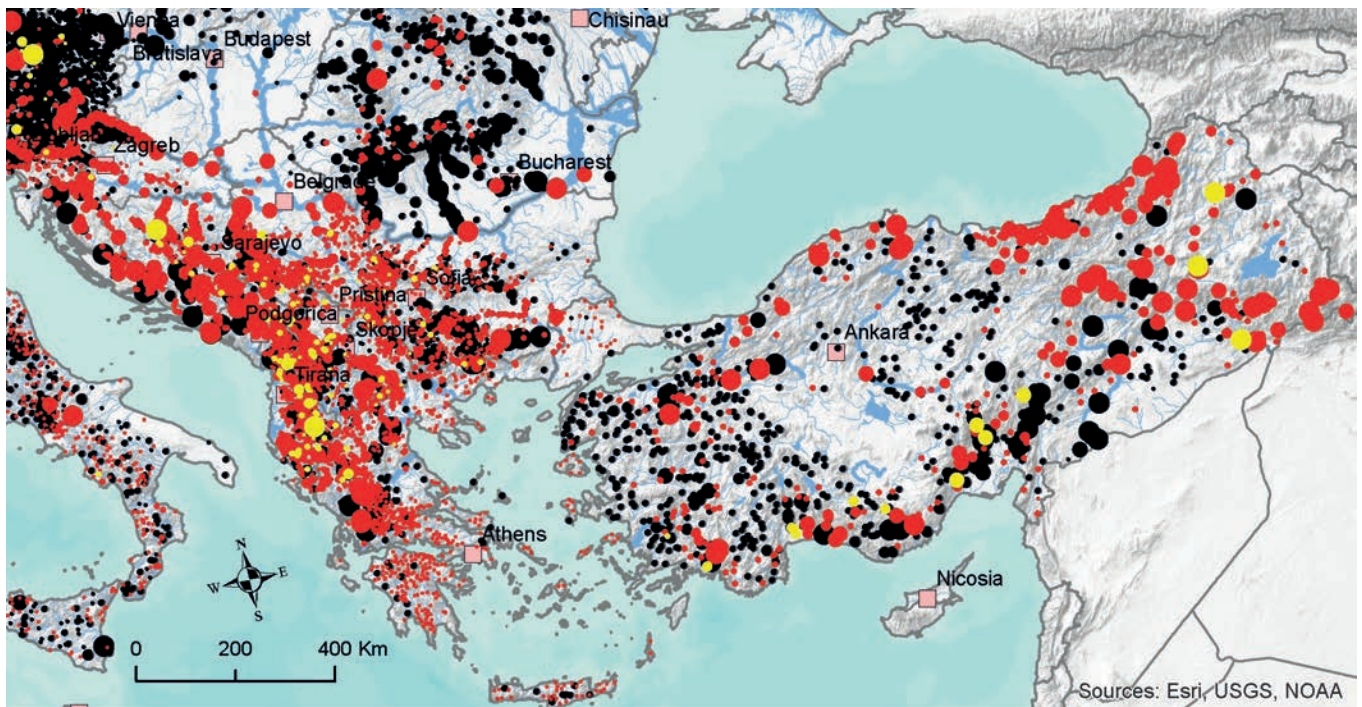 Vienna
Chisinau
Budapest
Bratislava
Zagreb
Bucharest
Belgrade
Sarajevo
Sofia
Pristina
Podgorica
Skopje
Ankara
Tirana
Athens
N
W E
S
Nicosia
0 200 400 Km
Sources: Esri, USGS, NOAA